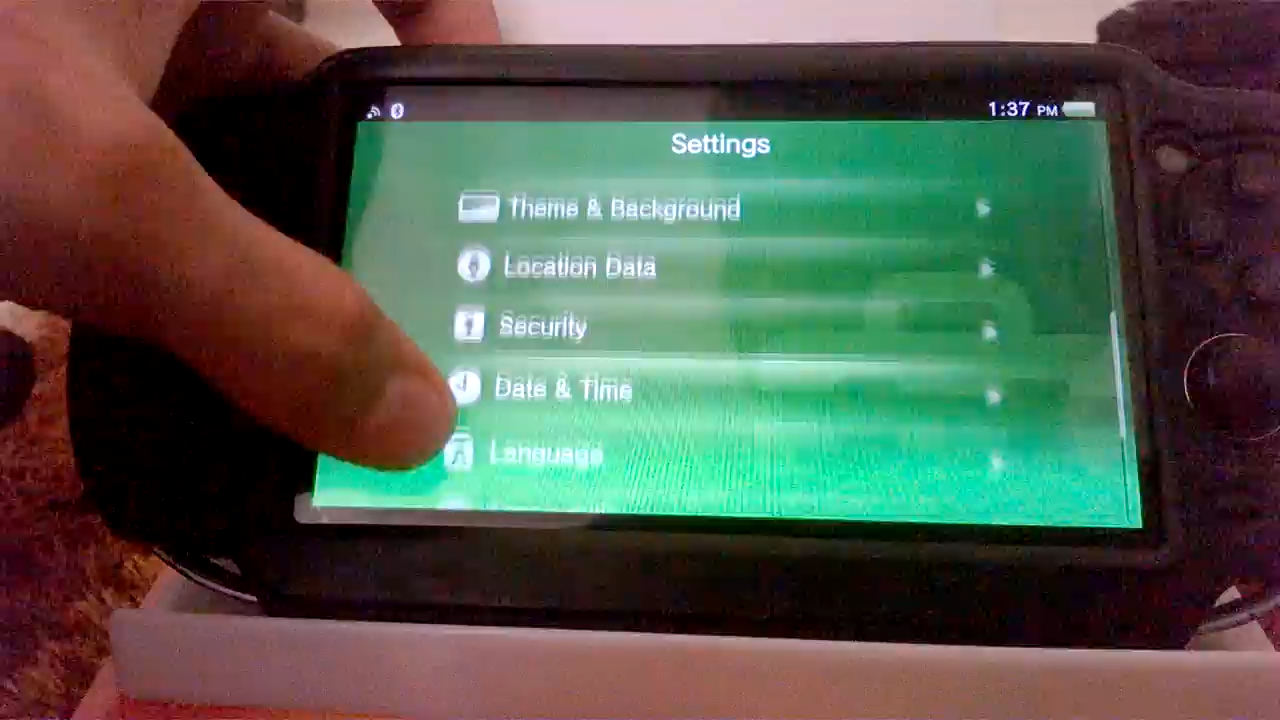 1:37 PM
Settings
Theme & Background
Location Data
Security
Date & Time
Language